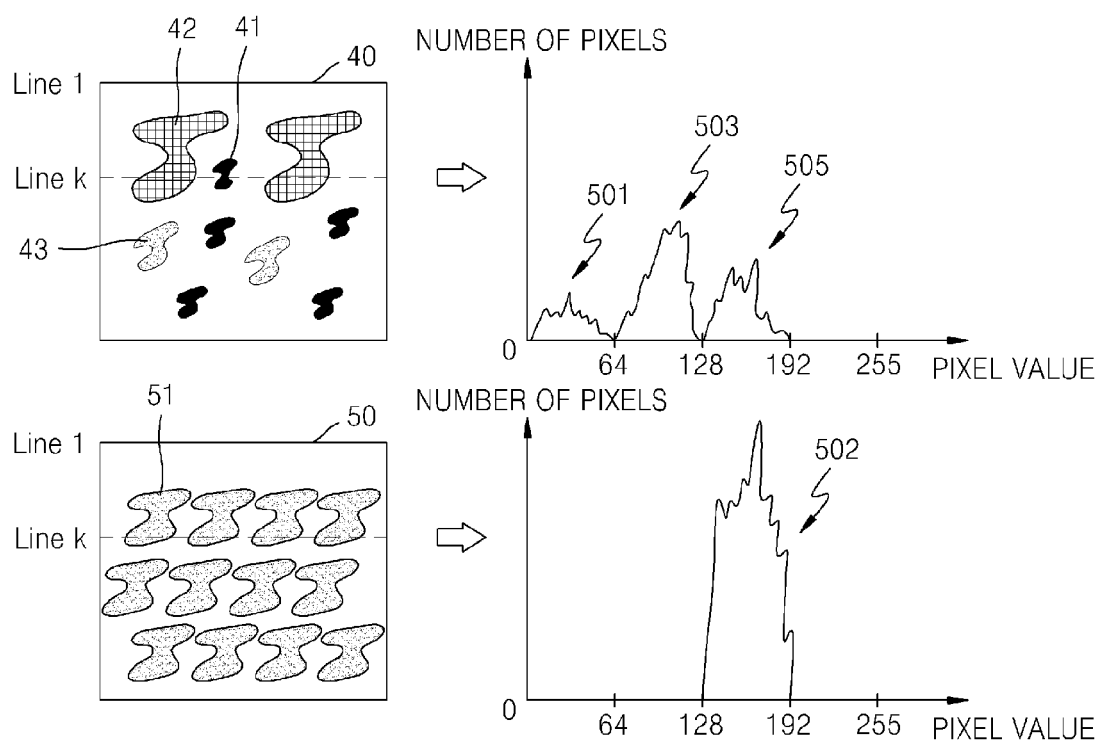 42
41
40
Line 1
Line k
43
NUMBER OF PIXELS
501
503
505
0
64
128
192
255
PIXEL VALUE
51
50
Line 1
Line k
NUMBER OF PIXELS
502
0
64
128
192
255
PIXEL VALUE